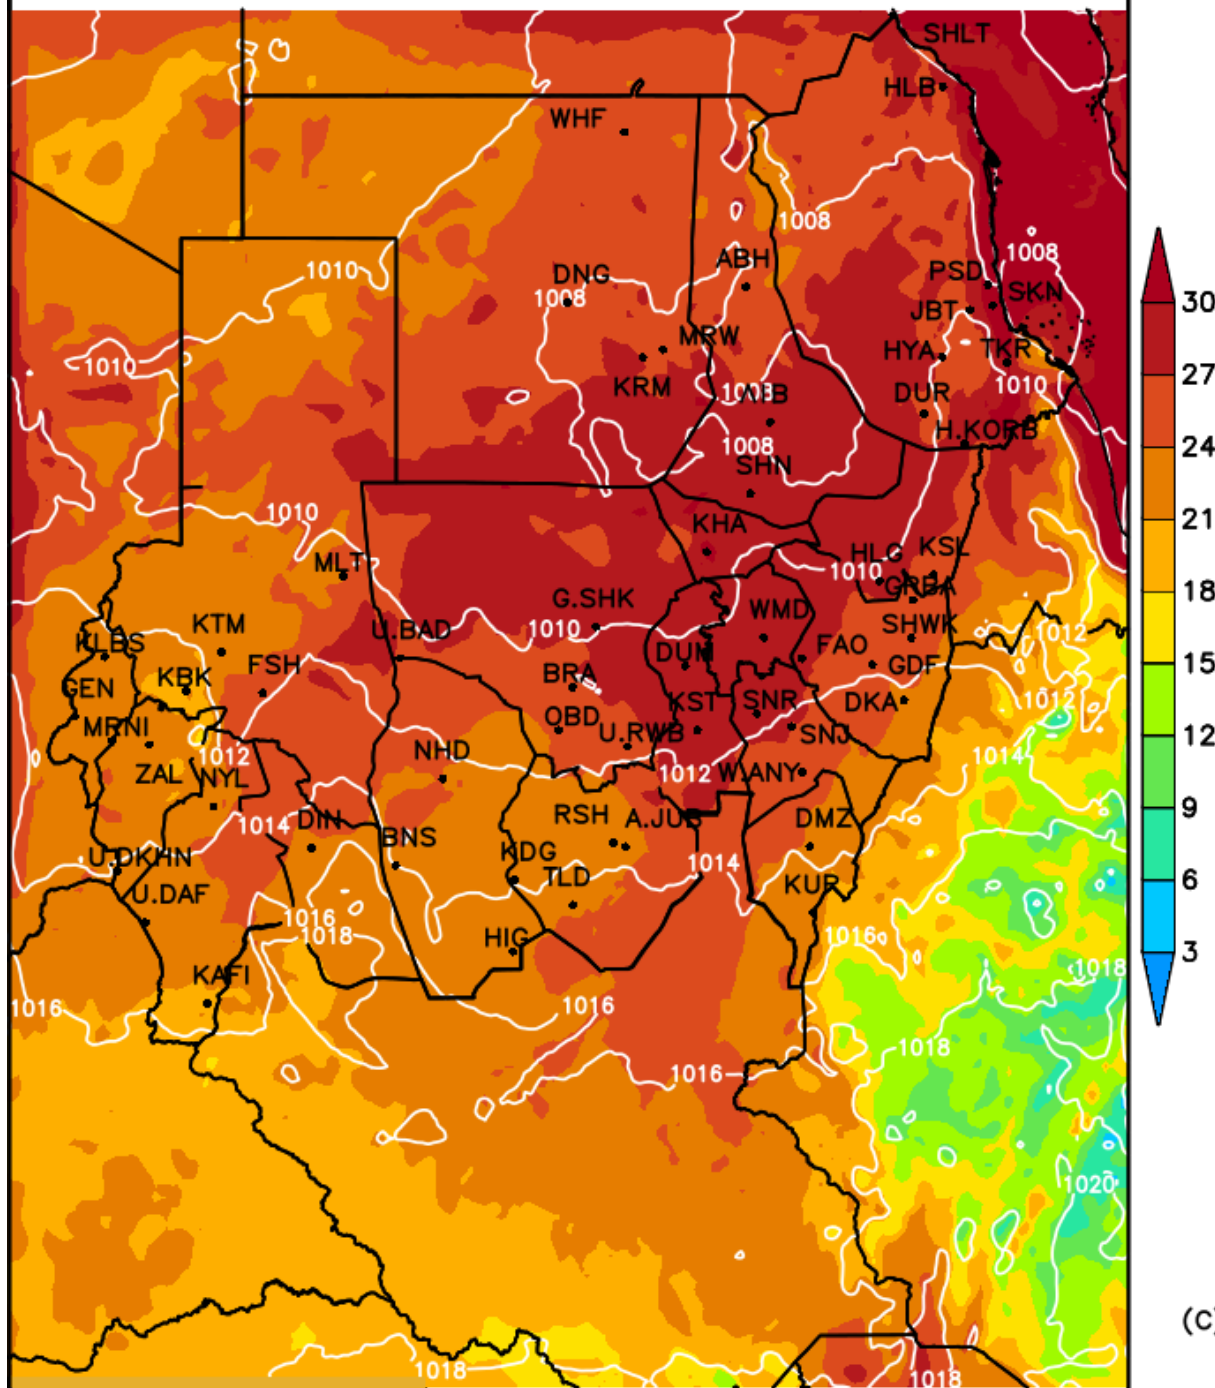 SHLT
HLB
WHF
1008
1008
ABH
DNG
PSD
1010
SKN
1008
JBT
MRW
HYA
TKR
1010
KRM
1010
DUR
1008
H.KORB
1008
SHN
1010
KHA
HLG
KSL
MLT
1010
GRBA
G.SHK
WMD
KTM
U.BAD
1010
SHWK
1012
KLBS
DUM
FAO
FSH
BRA
GDF
KBK
GEN
KST
SNR
DKA
1012
MRNI
OBD
U.RWB
SNJ
1012
NHD
1014
ZAL
NYL
1012
W.ANY
RSH
A.JUB
DMZ
DIN
1014
BNS
KDG
U.DKHN
1014
TLD
KUR
U.DAF
1016
1018
HIG
1016
KAFI
1018
1016
1016
1018
1016
1020
1018
1018
30
27
24
21
18
15
12
9
6
3
(C)